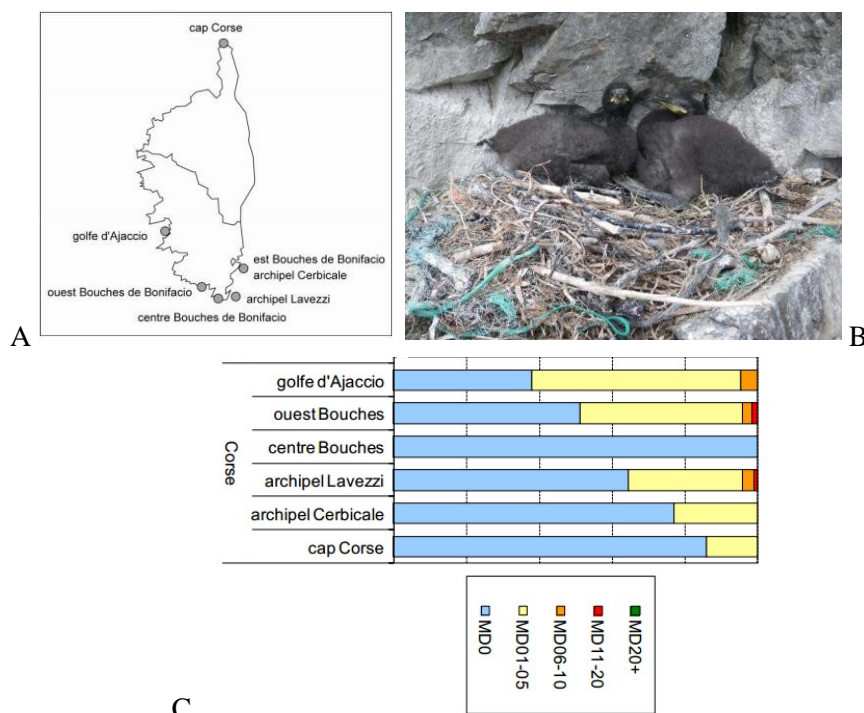 cap Corse
golfe d'Ajaccio
est Bouches de Bonifacio
archipel Cerbicale
ouest Bouches de Bonifacio
archipel Lavezzi
centre Bouches de Bonifacio
A
B
Corse
golfe d'Ajaccio
ouest Bouches
centre Bouches
archipel Lavezzi
archipel Cerbicale
cap Corse
MD0
MD01-05
MD06-10
MD11-20
MD20+
C